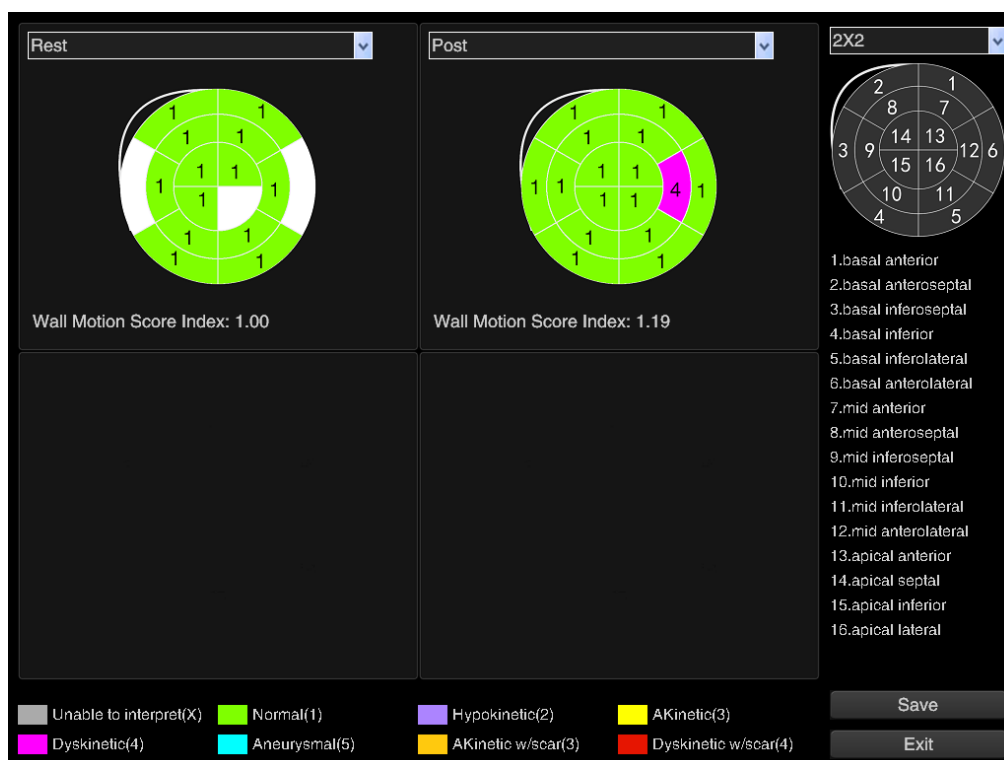 Rest
1 1
1 1
1 1
1 1
1
1 1
1 1
Wall Motion Score Index: 1.00
Post
1 1
1 1
1 1
1 1 4 1
1 1
1 1
1 1
Wall Motion Score Index: 1.19
2X2
2 1
8 7
14 13
3 9 12 6
15 16
10 11
4 5
1.basal anterior
2.basal anteroseptal
3.basal inferoseptal
4.basal inferior
5.basal inferolateral
6.basal anterolateral
7.mid anterior
8.mid anteroseptal
9.mid inferoseptal
10.mid inferior
11.mid inferolateral
12.mid anterolateral
13.apical anterior
14.apical septal
15.apical inferior
16.apical lateral
Unable to interpret(X) Normal(1) Hypokinetic(2) AKinetic(3)
Dyskinetic(4) Aneurysmal(5) AKinetic w/scar(3) Dyskinetic w/scar(4)
Save
Exit